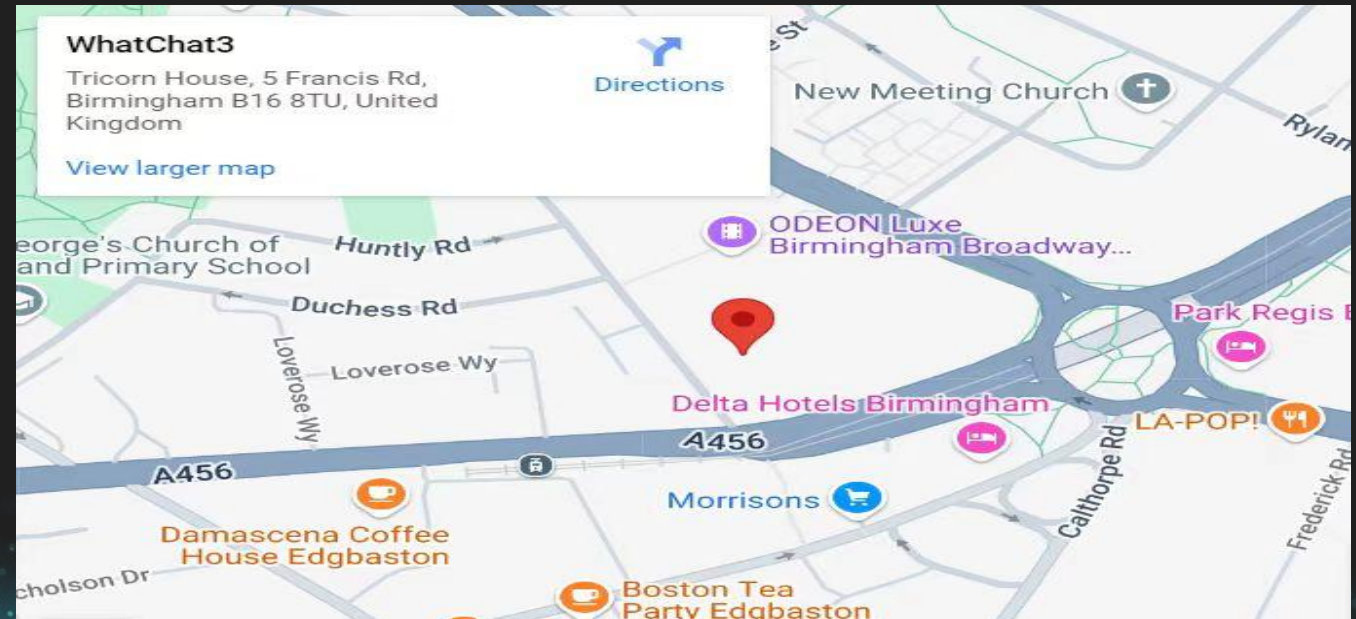 WhatChat3
Tricorn House, 5 Francis Rd,
Birmingham B16 8TU, United
Kingdom
View larger map
Directions
e St
New Meeting Church
Rylan
ODEON Luxe
Birmingham Broadway...
eorge's Church of
and Primary School
Huntly Rd
Duchess Rd
Park Regis
Loverose Wy
Loverose Wy
Delta Hotels Birmingham
LA-POP!
A456
A456
Calthorpe Rd
Frederick Rd
Morrisons
Damascena Coffee
House Edgbaston
cholson Dr
Boston Tea
Party Edgbaston